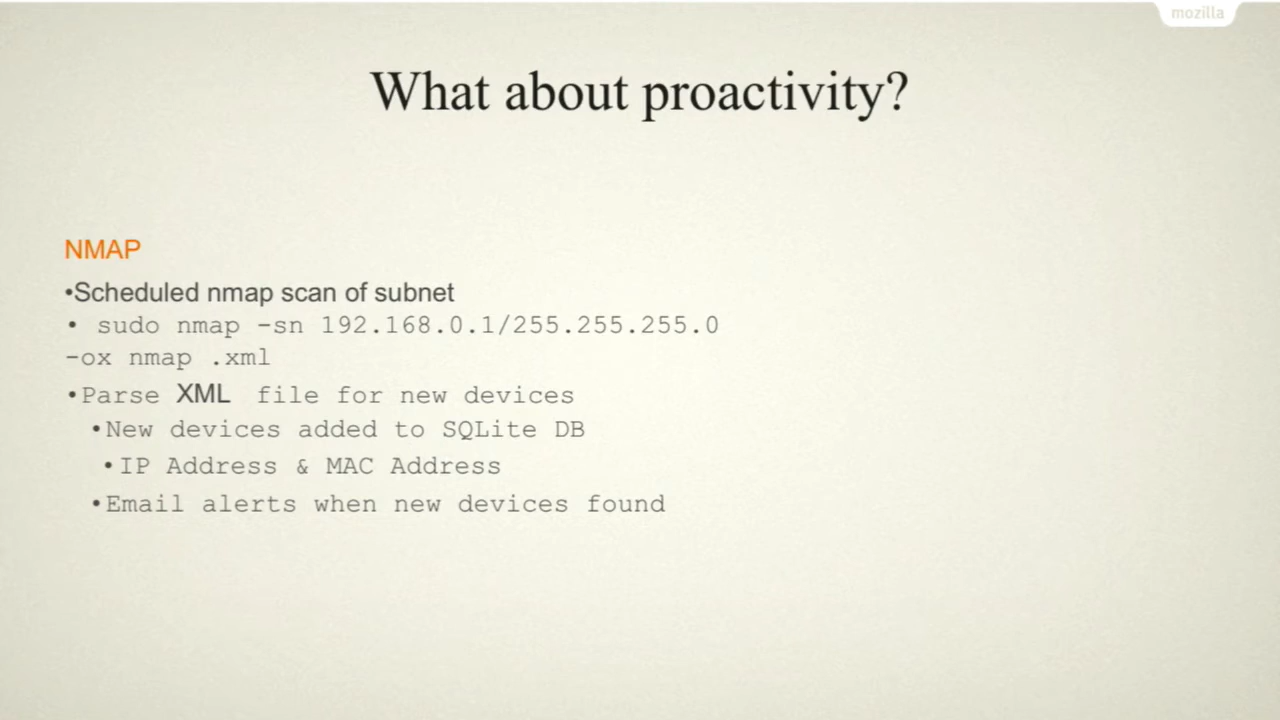 mozilla
What about proactivity?
NMAP
•Scheduled nmap scan of subnet
• sudo nmap -sn 192.168.0.1/255.255.255.0
-ox nmap .xml
•Parse XML file for new devices
•New devices added to SQLite DB
•IP Address & MAC Address
•Email alerts when new devices found